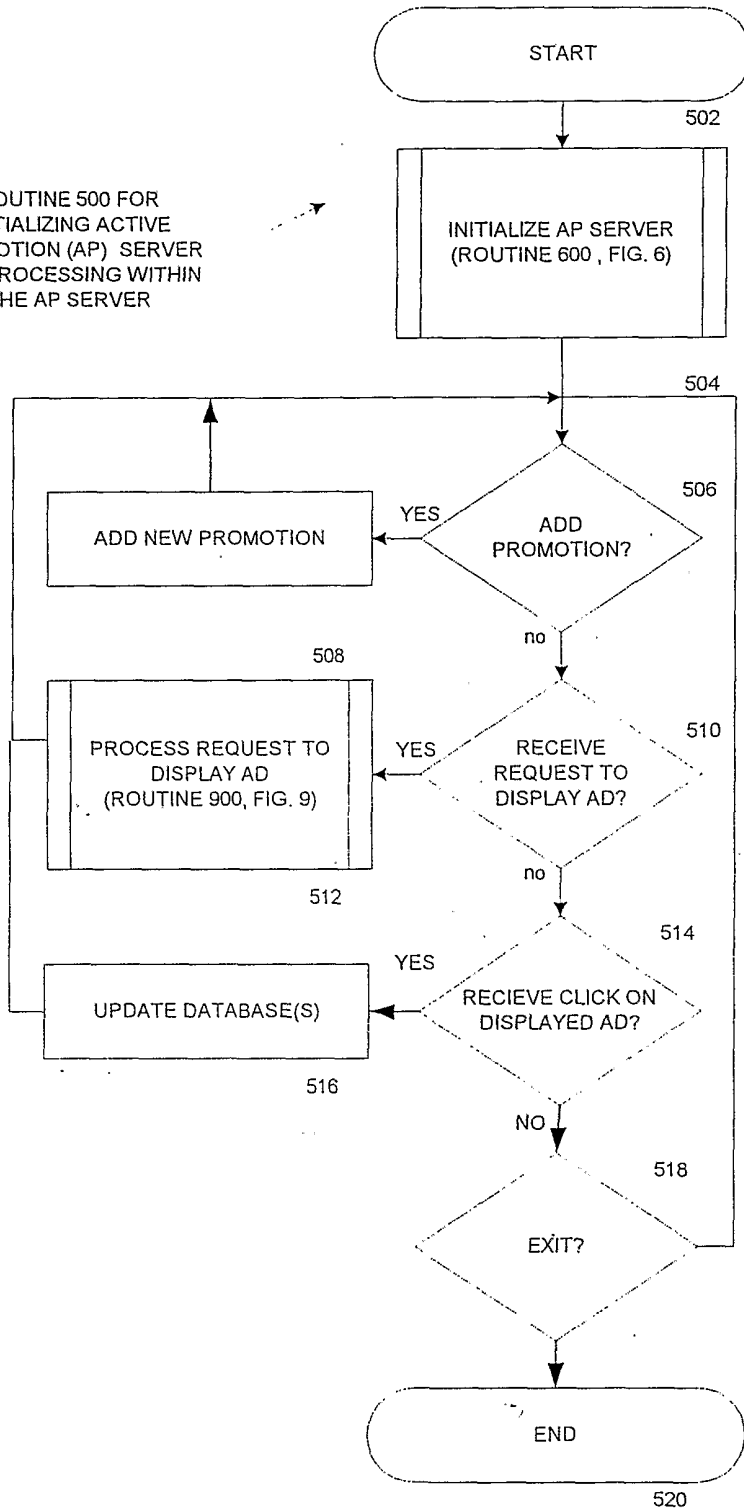 START
502
OUTINE 500 FOR
TIALIZING ACTIVE
OTION (AP) SERVER
ROCESSING WITHIN
HE AP SERVER
INITIALIZE AP SERVER
(ROUTINE 600 , FIG. 6)
504
506
YES
ADD NEW PROMOTION
ADD
PROMOTION?
no
508
510
PROCESS REQUEST TO
DISPLAY AD
(ROUTINE 900, FIG. 9)
YES
RECEIVE
REQUEST TO
DISPLAY AD?
no
512
514
YES
UPDATE DATABASE(S)
RECIEVE CLICK ON
DISPLAYED AD?
516
NO
518
EXIT?
END
520